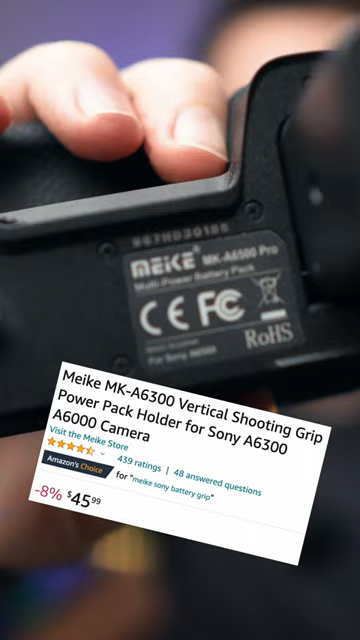 MEIKE® MK-A6500 Pro
Multi-Power Battery Pack
CE FC
RoHS
For Sony A6500
Meike MK-A6300 Vertical Shooting Grip
Power Pack Holder for Sony A6300
A6000 Camera
Visit the Meike Store
439 ratings | 48 answered questions
Amazon's Choice for "meike sony battery grip"
-8% $45⁹⁹